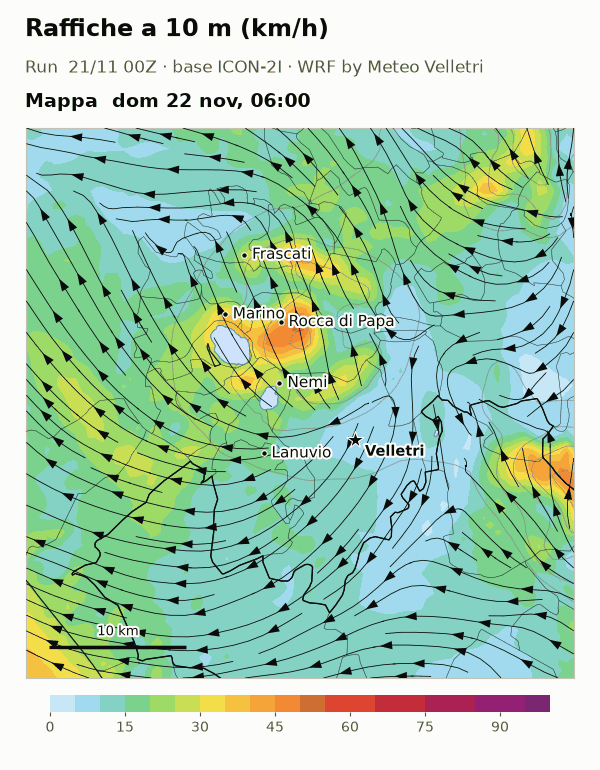 Raffiche a 10 m (km/h)
Run  21/11 00Z · base ICON-2I · WRF by Meteo Velletri
Mappa  dom 22 nov, 06:00
Frascati
Marino
Rocca di Papa
Nemi
Velletri
Lanuvio
10 km
0 15 30 45 60 75 90